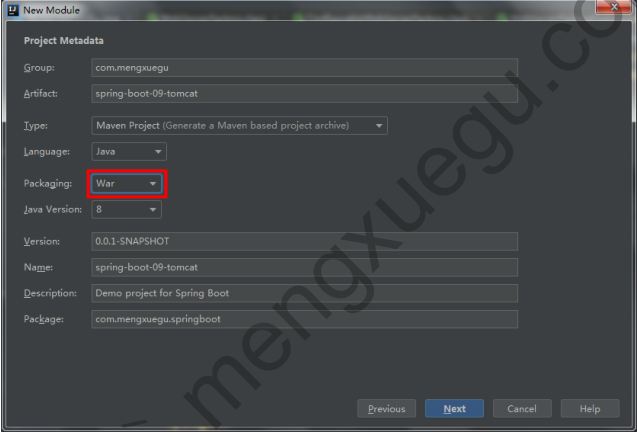 New Module
Project Metadata
Group: com.mengxuegu
Artifact: spring-boot-09-tomcat
Type: Maven Project (Generate a Maven based project archive)
Language: Java
Packaging: War
Java Version: 8
Version: 0.0.1-SNAPSHOT
Name: spring-boot-09-tomcat
Description: Demo project for Spring Boot
Package: com.mengxuegu.springboot
Previous Next Cancel Help
mengxuegu.co